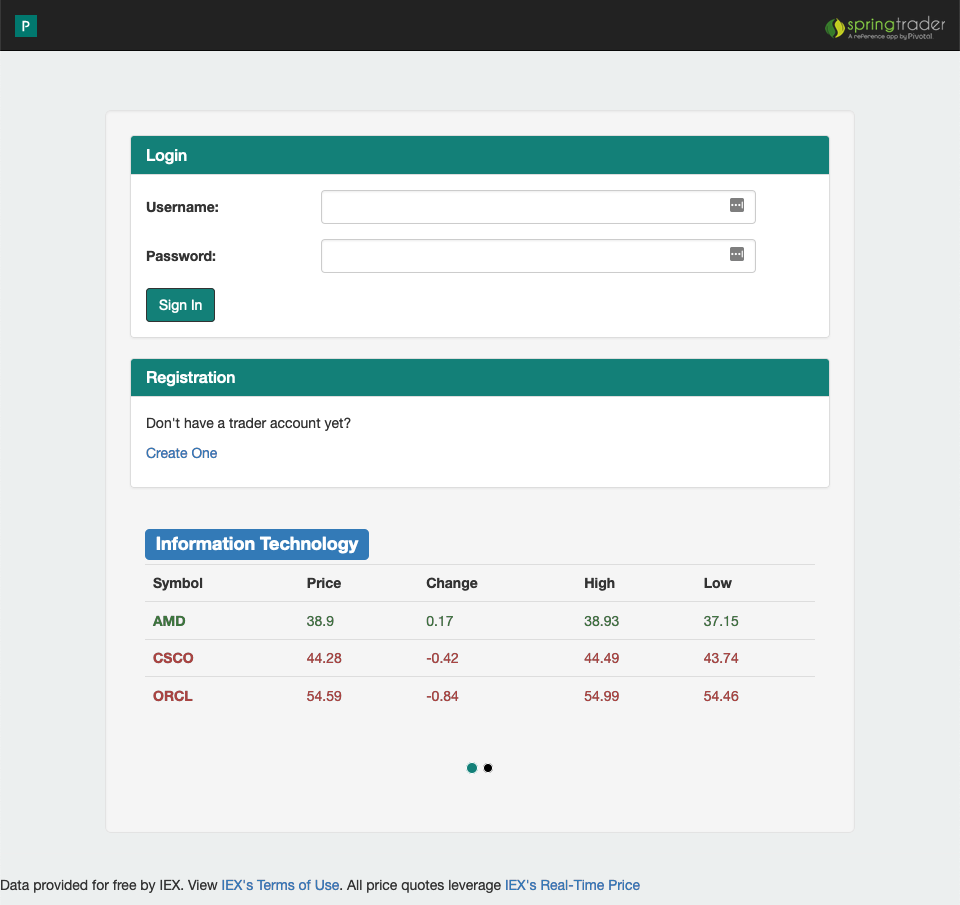 P
springtrader
A reference app by Pivotal.
Login
Username:
Password:
Sign In
Registration
Don't have a trader account yet?
Create One
Information Technology
Symbol Price Change High Low
AMD 38.9 0.17 38.93 37.15
CSCO 44.28 -0.42 44.49 43.74
ORCL 54.59 -0.84 54.99 54.46
Data provided for free by IEX. View IEX's Terms of Use. All price quotes leverage IEX's Real-Time Price